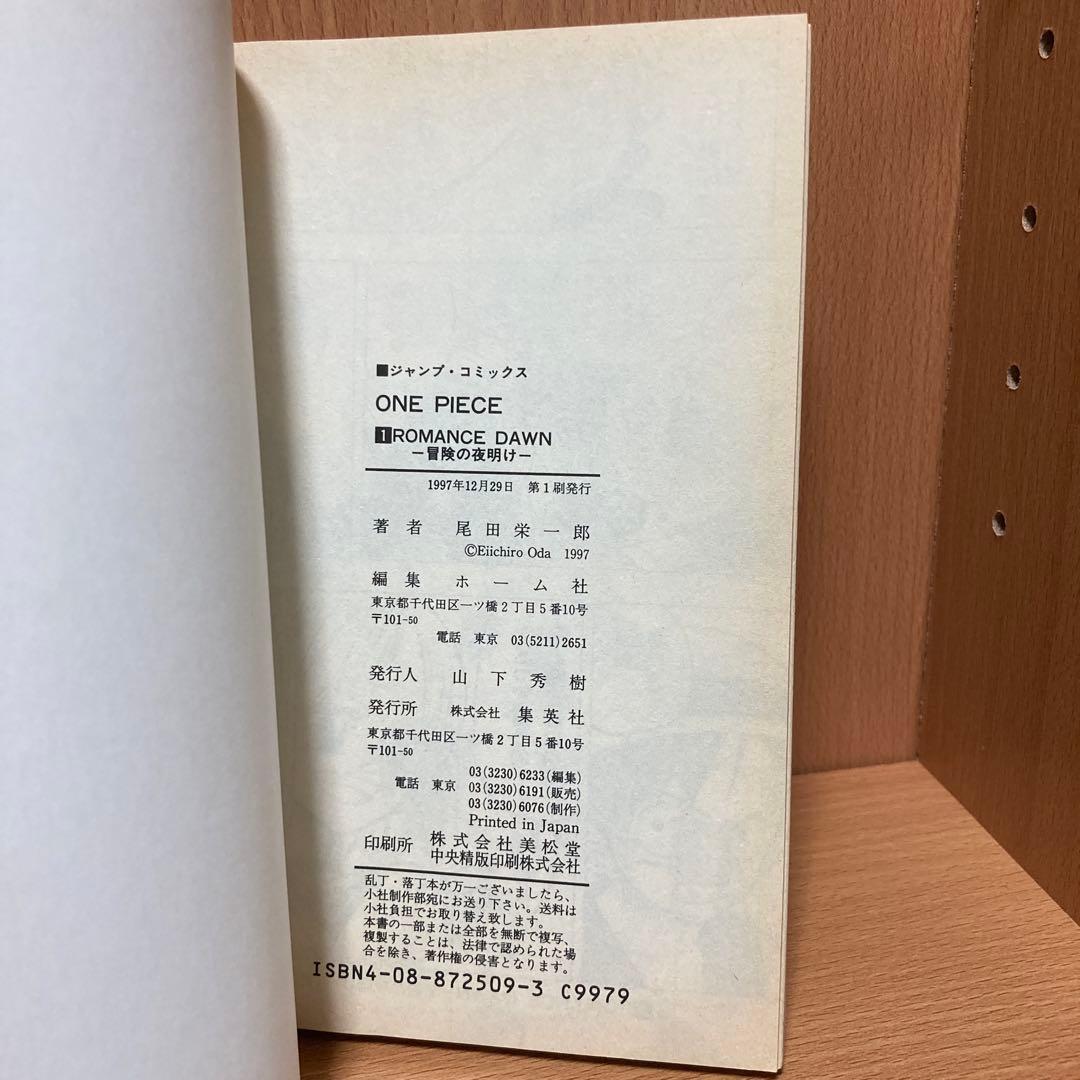 ■ジャンプ・コミックス
ONE PIECE
1 ROMANCE DAWN
―冒険の夜明け―
1997年12月29日 第1刷発行
著者 尾田栄一郎
©Eiichiro Oda 1997
編集 ホーム社
東京都千代田区一ツ橋2丁目5番10号
〒101-50
電話 東京 03(5211)2651
発行人 山下秀樹
発行所 株式会社 集英社
東京都千代田区一ツ橋2丁目5番10号
〒101-50
03(3230)6233(編集)
電話 東京 03(3230)6191(販売)
03(3230)6076(制作)
Printed in Japan
印刷所 株式会社美松堂
中央精版印刷株式会社
乱丁・落丁本が万一ございましたら、
小社制作部宛にお送り下さい。送料は
小社負担でお取り替え致します。
本書の一部または全部を無断で複写、
複製することは、法律で認められた場
合を除き、著作権の侵害となります。
ISBN4-08-872509-3 C9979